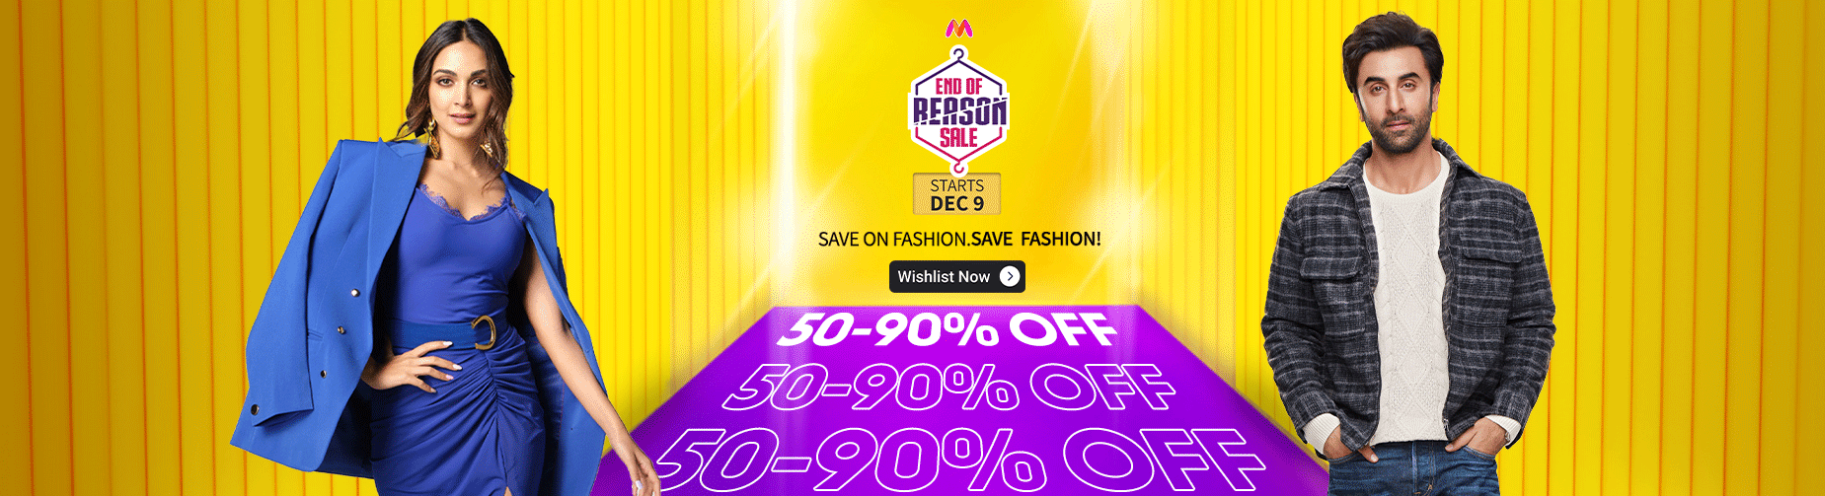 END OF
REASON
SALE
STARTS
DEC 9
SAVE ON FASHION.SAVE FASHION!
Wishlist Now
50-90% OFF
50-90% OFF
50-90% OFF